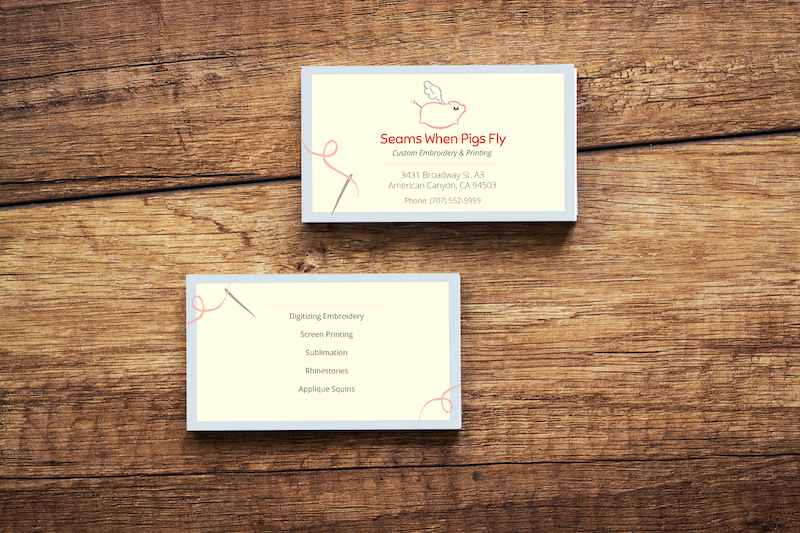 Seams When Pigs Fly
Custom Embroidery & Printing
3431 Broadway St. A3
American Canyon, CA 94503
Phone: (707) 552-5959
Digitizing Embroidery
Screen Printing
Sublimation
Rhinestones
Applique Squins